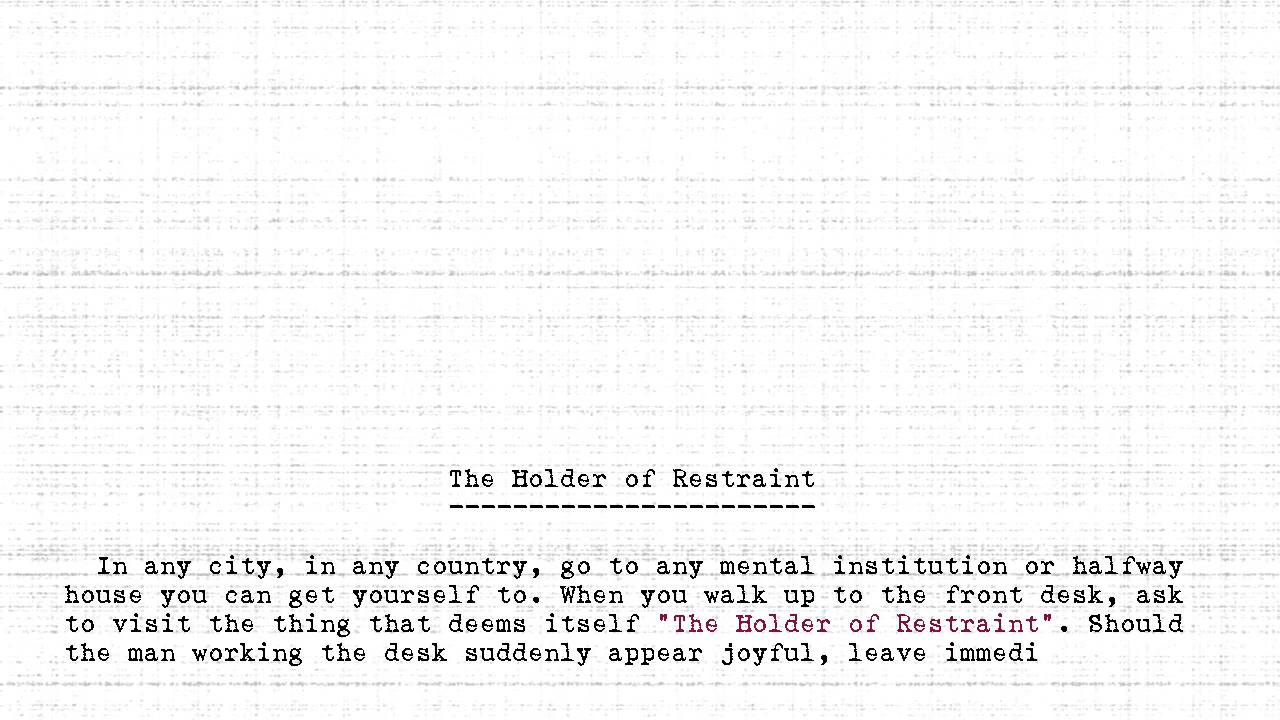 The Holder of Restraint
-----------------------
In any city, in any country, go to any mental institution or halfway
house you can get yourself to. When you walk up to the front desk, ask
to visit the thing that deems itself "The Holder of Restraint". Should
the man working the desk suddenly appear joyful, leave immedi